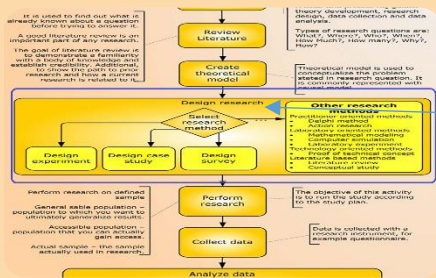 theory development, research
design, data collection and data
analysis.
Types of research questions are:
What?, Where?, Who?, When?,
How Much?, How many?, Why?,
Huw?
It is used to find out what is
already known about a question
before trying to answer it.
A good literature review is an
important part of any research.
The goal of literature review is
to demonstrate a familiarity
with a body of knowledge and
establish credibility. Additional,
to show the path to prior
research and how a current
research is related to it.
Review
Literature
Create
theoretical
model
Theoretical model is used to
conceptualize the problem
stated in research question. It
is commonly represented with
Design research
Select
research
method
Design
experiment
Design case
study
Design
survey
Other research
methods
Practitioner oriented methods
Delphi method
Action research
Laboratory oriented methods
Mathematical modeling
Computer simulation
Laboratory experiment
Technology oriented methods
Proof of technical concept
Literature based methods
Literature review
Conceptual study
Perform research on defined
sample
General sable population –
population to which you want to
ultimately generalise results.
Accessible population –
population that you can actually
gain access.
Actual sample – the sample
actually used in research.
Perform
research
The objective of this activity
is to run the study according
to the study plan.
Collect data
Data is collected with a
research instrument, for
example questionnaire.
Analyze data